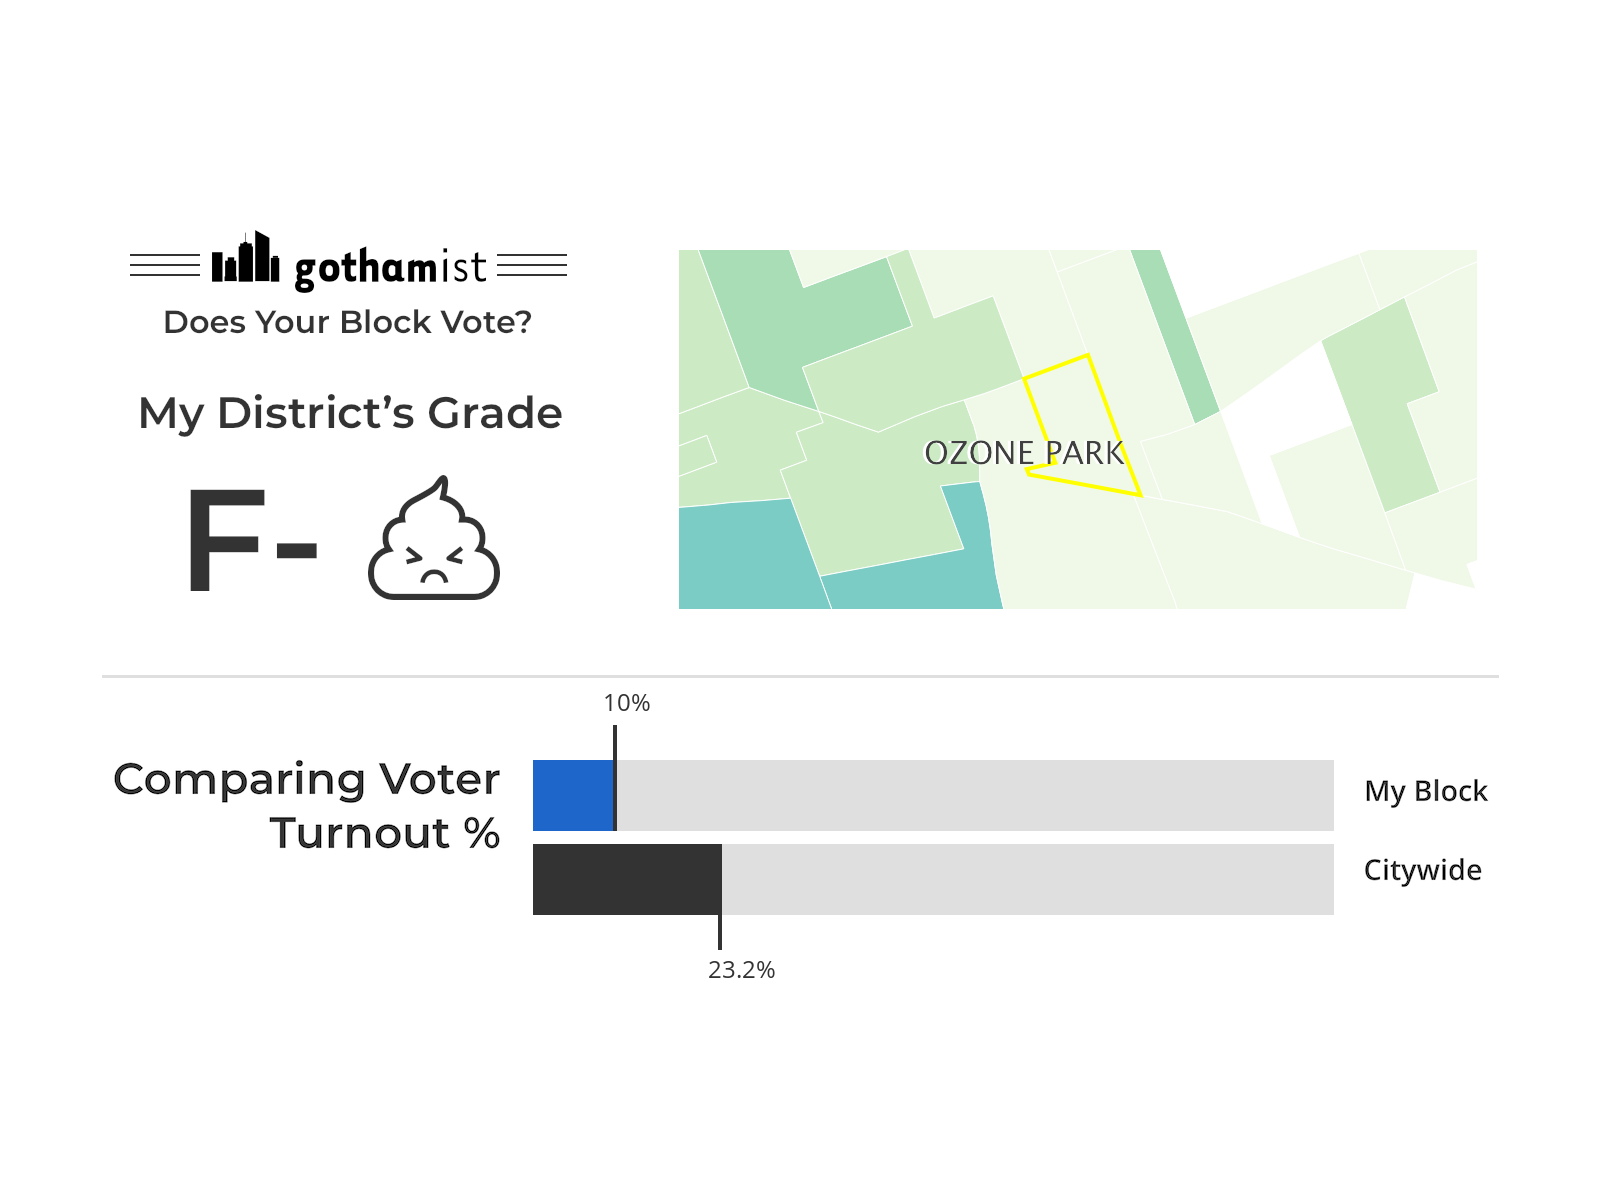 gothamist
Does Your Block Vote?
My District’s Grade
F-
OZONE PARK
10%
Comparing Voter
Turnout %
My Block
Citywide
23.2%